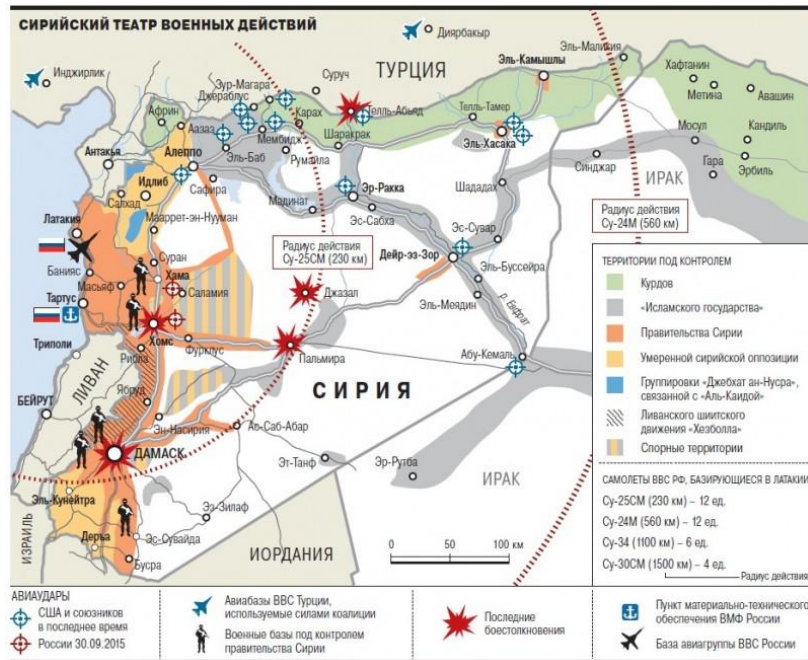 СИРИЙСКИЙ ТЕАТР ВОЕННЫХ ДЕЙСТВИЙ
Диярбакыр
Инджирлик
ТУРЦИЯ
Эль-Камышлы
Эль-Маликия
Хафтанин
Метина
Авашин
Зур-Магара
Джераблус
Суруч
Африн
Карах
Телль-Абьяд
Телль-Тамер
Аазаз
Мембидж
Шаракрак
Эль-Хасака
Мосул
Кандиль
Антакья
Алеппо
Эль-Баб
Румайла
Синджар
Гара
Эрбиль
Идлиб
Сафира
Мадинат
Эр-Ракка
Шададах
ИРАК
Салхад
Эс-Сабха
Латакия
Мааррет-эн-Нууман
Эс-Сувар
Радиус действия
Су-24М (560 км)
Радиус действия
Су-25СМ (230 км)
Суран
Дейр-эз-Зор
Банияс
Хама
Эль-Буссейра
Масьяф
Саламия
Джазал
Эль-Меядин
р. Евфрат
Тартус
Хомс
Триполи
Рибла
Фурклус
Пальмира
Абу-Кемаль
ЛИВАН
СИРИЯ
БЕЙРУТ
Ябруд
Эн-Насирия
Ас-Саб-Абар
ДАМАСК
Эт-Танф
Эр-Рутба
ИРАК
Эль-Кунейтра
Эз-Зилаф
ИЗРАИЛЬ
Деръа
Эс-Сувайда
ИОРДАНИЯ
Бусра
0 50 100 км
ТЕРРИТОРИИ ПОД КОНТРОЛЕМ
Курдов
«Исламского государства»
Правительства Сирии
Умеренной сирийской оппозиции
Группировки «Джебхат ан-Нусра»,
связанной с «Аль-Каидой»
Ливанского шиитского
движения «Хезболла»
Спорные территории
САМОЛЕТЫ ВВС РФ, БАЗИРУЮЩИЕСЯ В ЛАТАКИИ
Су-25СМ (230 км) – 12 ед.
Су-24М (560 км) – 12 ед.
Су-34 (1100 км) – 6 ед.
Су-30СМ (1500 км) – 4 ед.
Радиус действия
АВИАУДАРЫ
США и союзников
в последнее время
России 30.09.2015
Авиабазы ВВС Турции,
используемые силами коалиции
Военные базы под контролем
правительства Сирии
Последние
боестолкновения
Пункт материально-технического
обеспечения ВМФ России
База авиагруппы ВВС России